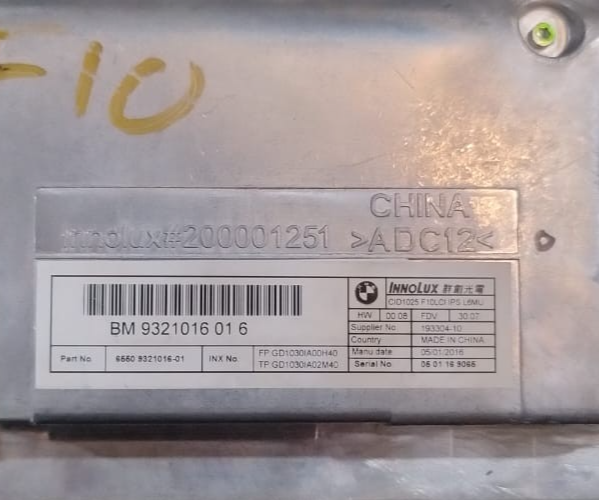 F10
CHINA
innolux#200001251 >ADC12<
BM 9321016 01 6
Part No. 6550 9321016-01 INX No. FP GD1030IA00H40
TP GD1030IA02M40
INNOLUX 群創光電
CID1025 F10LCI IPS L6MU
HW 00.08 FDV 30.07
Supplier No. 193304-10
Country MADE IN CHINA
Manu date 05/01/2016
Serial No 05 01 16 9065